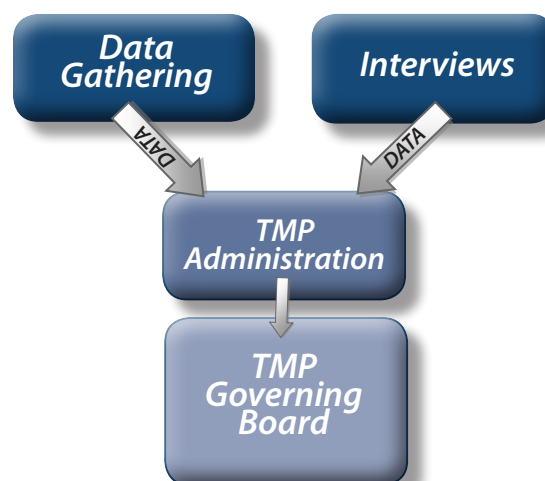 Data
Gathering
Interviews
DATA
DATA
TMP
Administration
TMP
Governing
Board